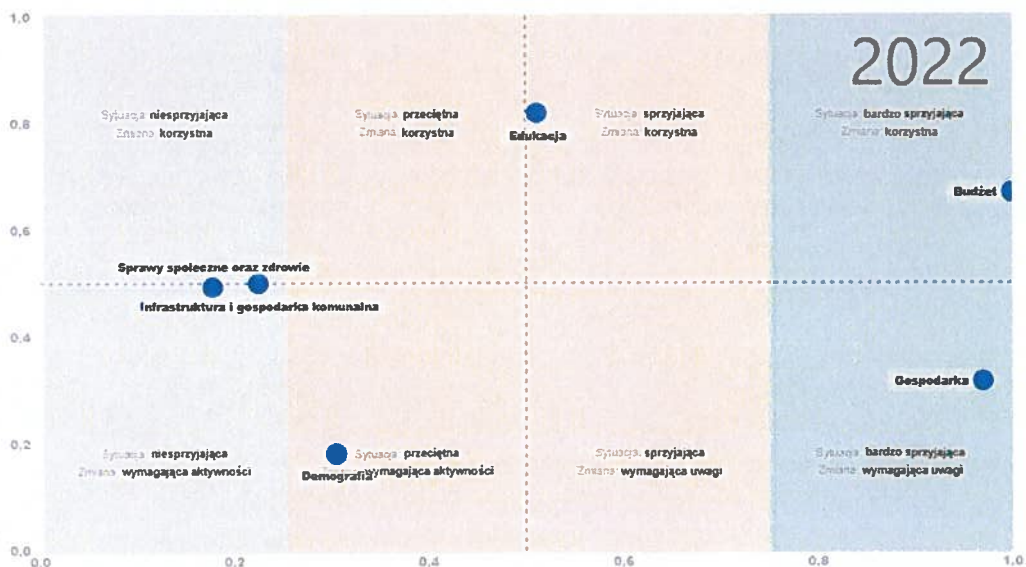 1,0
2022
Sytuacja niesprzyjająca
Zmiana korzystna
Sytuacja przeciętna
Zmiana korzystna
Sytuacja sprzyjająca
Zmiana korzystna
Sytuacja bardzo sprzyjająca
Zmiana korzystna
0,8
Edukacja
Budżet
0,6
Sprawy społeczne oraz zdrowie
Infrastruktura i gospodarka komunalna
0,4
Gospodarka
0,2
Sytuacja niesprzyjająca
Zmiana wymagająca aktywności
Sytuacja przeciętna
wymagająca aktywności
Demografia
Sytuacja sprzyjająca
Zmiana wymagająca uwagi
Sytuacja bardzo sprzyjająca
Zmiana wymagająca uwagi
0,0
0,0 0,2 0,4 0,6 0,8 1,0